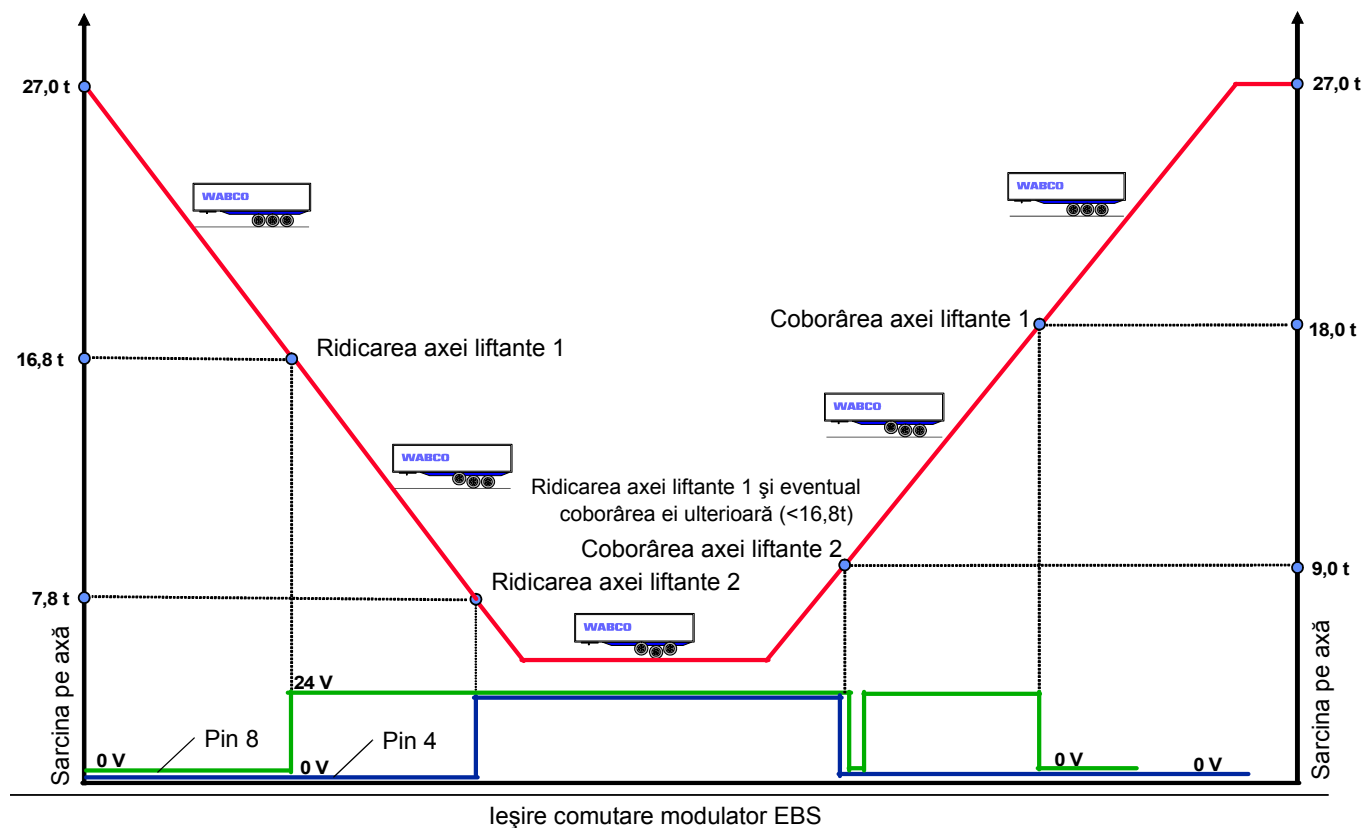 27,0 t
27,0 t
WABCO
WABCO
Coborârea axei liftante 1
18,0 t
16,8 t
Ridicarea axei liftante 1
WABCO
WABCO
Ridicarea axei liftante 1 şi eventual
coborârea ei ulterioară (<16,8t)
Coborârea axei liftante 2
9,0 t
7,8 t
Ridicarea axei liftante 2
WABCO
Sarcina pe axă
Sarcina pe axă
24 V
Pin 8
Pin 4
0 V
0 V
0 V
0 V
Ieşire comutare modulator EBS